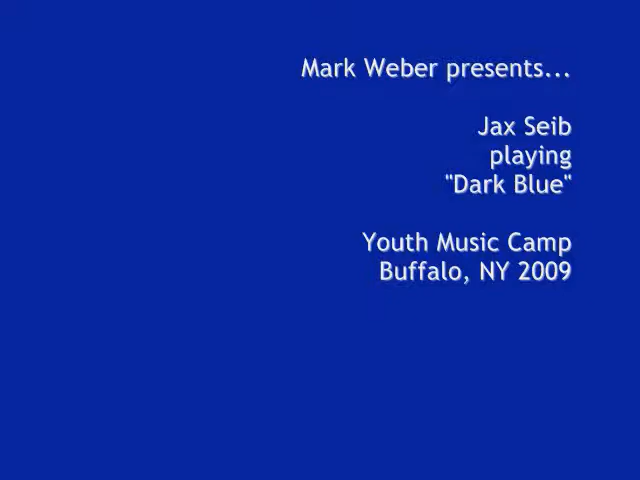 Mark Weber presents...
Jax Seib
playing
"Dark Blue"
Youth Music Camp
Buffalo, NY 2009